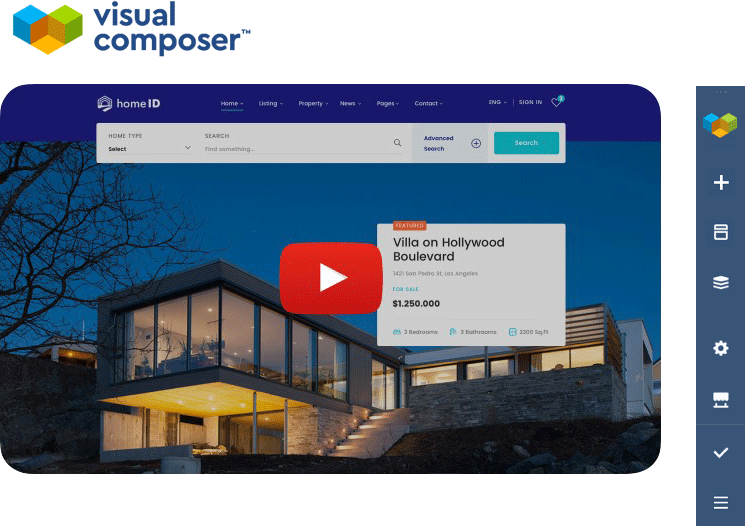 visual
composer™
homeID
Home
Listing
Property
News
Pages
Contact
ENG
SIGN IN
2
HOME TYPE
Select
SEARCH
Find something...
Advanced
Search
Search
FEATURED
Villa on Hollywood
Boulevard
1421 San Pedro St, Los Angeles
FOR SALE
$1.250.000
3 Bedrooms
3 Bathrooms
2300 Sq.Ft